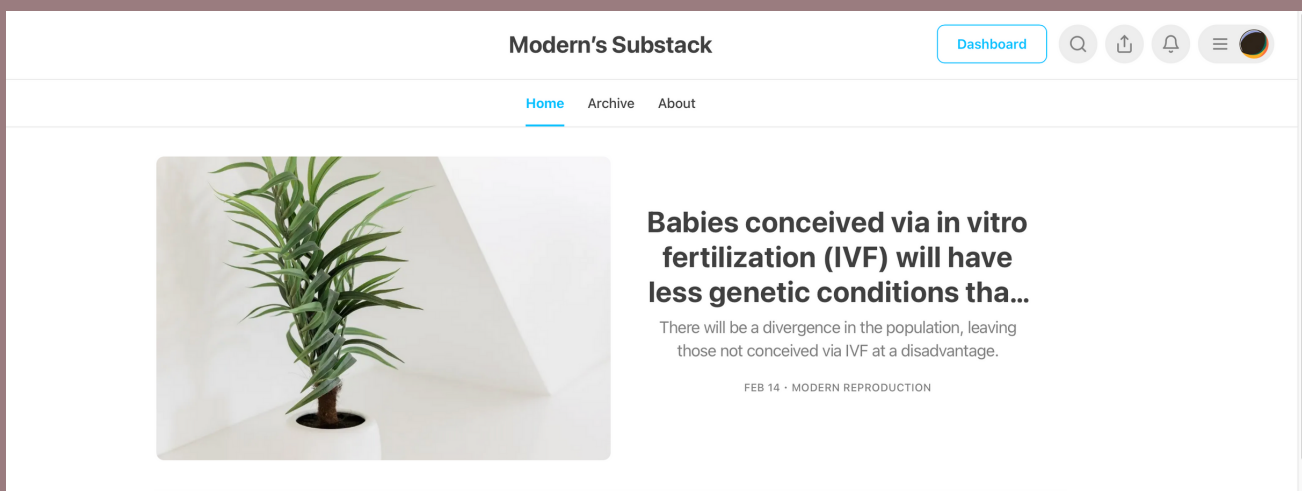 Modern’s Substack
Dashboard
Home Archive About
Babies conceived via in vitro
fertilization (IVF) will have
less genetic conditions tha...
There will be a divergence in the population, leaving
those not conceived via IVF at a disadvantage.
FEB 14 · MODERN REPRODUCTION